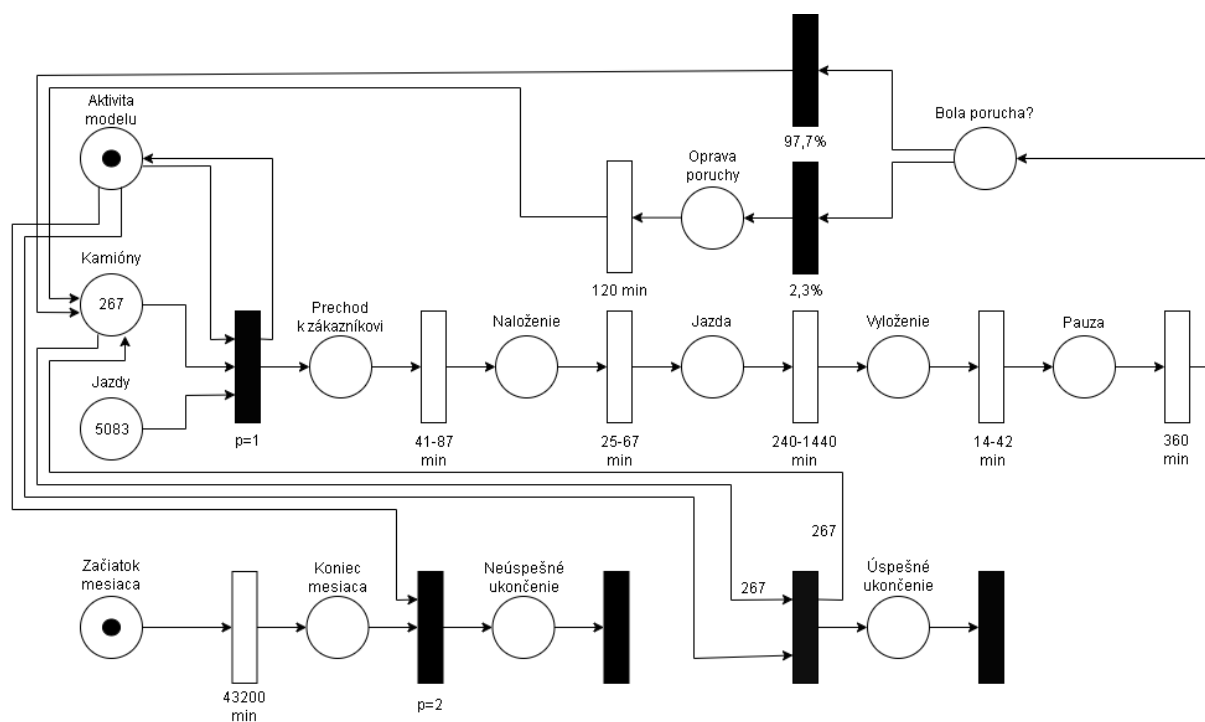 Aktivita
modelu
97,7%
Bola porucha?
Oprava
poruchy
Kamióny
267
120 min
2,3%
Prechod
k zákazníkovi
Naloženie
Jazda
Vyloženie
Pauza
Jazdy
5083
p=1
41-87
min
25-67
min
240-1440
min
14-42
min
360
min
267
267
Začiatok
mesiaca
Koniec
mesiaca
Neúspešné
ukončenie
Úspešné
ukončenie
43200
min
p=2